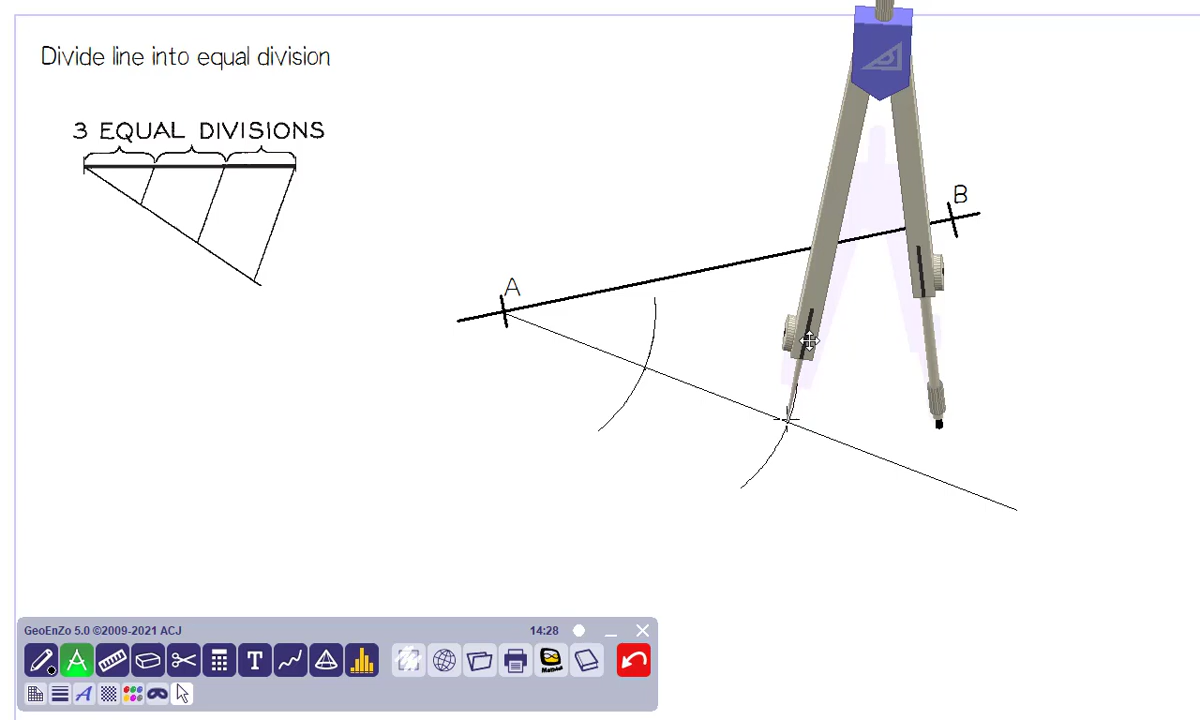 Divide line into equal division
3 EQUAL DIVISIONS
B
A
GeoEnZo 5.0 ©2009-2021 ACJ 14:28
T
A